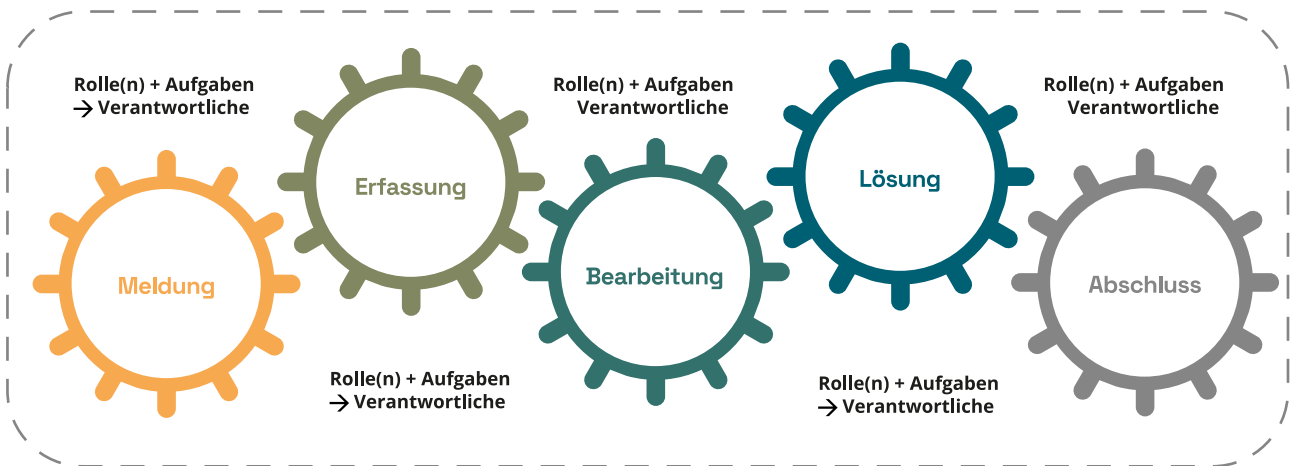 Rolle(n) + Aufgaben
→ Verantwortliche
Meldung
Erfassung
Rolle(n) + Aufgaben
→ Verantwortliche
Rolle(n) + Aufgaben
Verantwortliche
Bearbeitung
Lösung
Rolle(n) + Aufgaben
→ Verantwortliche
Rolle(n) + Aufgaben
Verantwortliche
Abschluss